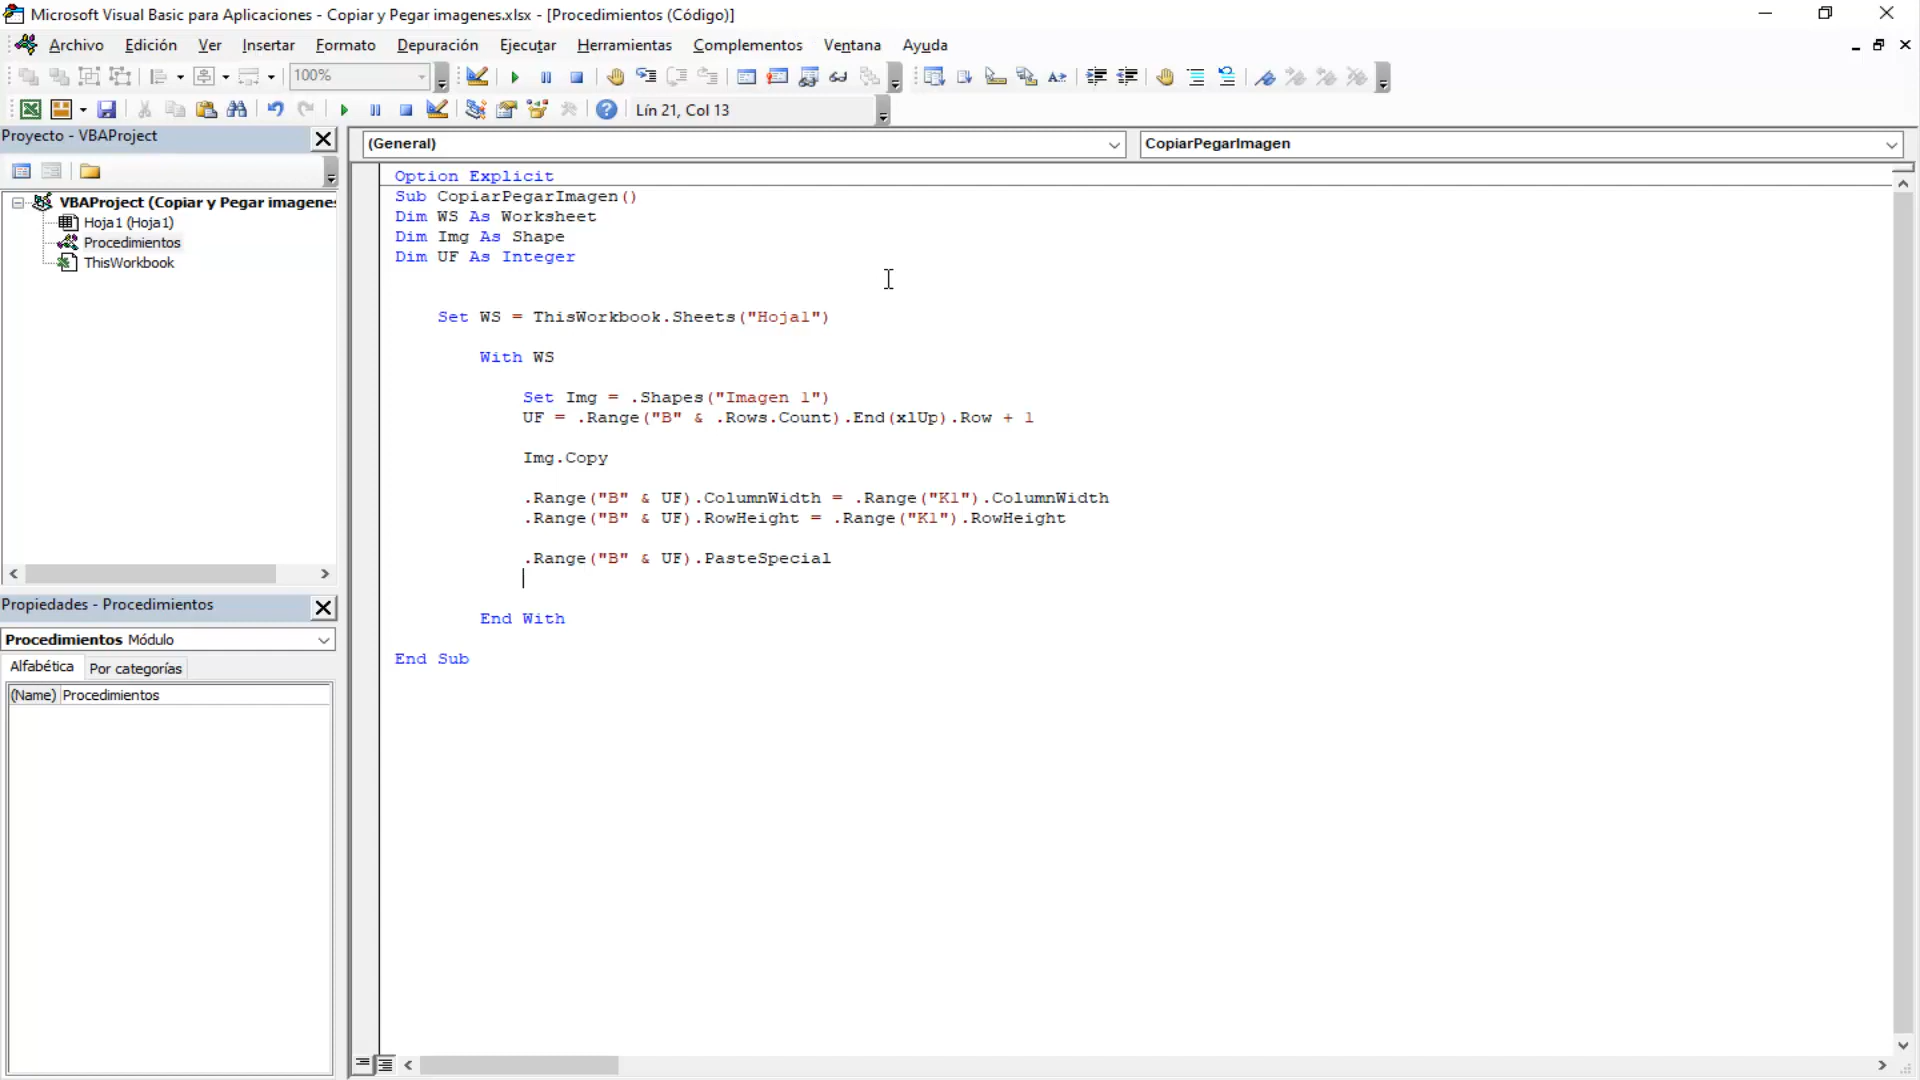 Microsoft Visual Basic para Aplicaciones - Copiar y Pegar imagenes.xlsx - [Procedimientos (Código)]
Archivo Edición Ver Insertar Formato Depuración Ejecutar Herramientas Complementos Ventana Ayuda
100%
Lín 21, Col 13
Proyecto - VBAProject
(General)
CopiarPegarImagen
VBAProject (Copiar y Pegar imagenes
Hoja1 (Hoja1)
Procedimientos
ThisWorkbook
Propiedades - Procedimientos
Procedimientos Módulo
Alfabética Por categorías
(Name) Procedimientos
Option Explicit
Sub CopiarPegarImagen()
Dim WS As Worksheet
Dim Img As Shape
Dim UF As Integer
Set WS = ThisWorkbook.Sheets("Hoja1")
With WS
Set Img = .Shapes("Imagen 1")
UF = .Range("B" & .Rows.Count).End(xlUp).Row + 1
Img.Copy
.Range("B" & UF).ColumnWidth = .Range("K1").ColumnWidth
.Range("B" & UF).RowHeight = .Range("K1").RowHeight
.Range("B" & UF).PasteSpecial
End With
End Sub